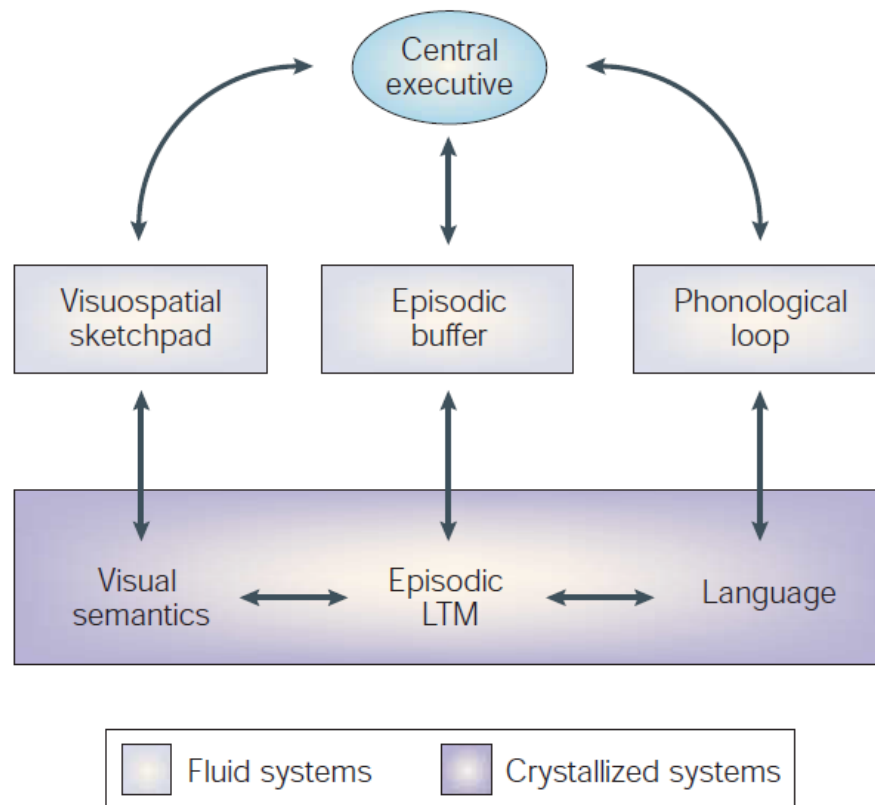 Central
executive
Visuospatial
sketchpad
Episodic
buffer
Phonological
loop
Visual
semantics
Episodic
LTM
Language
Fluid systems
Crystallized systems